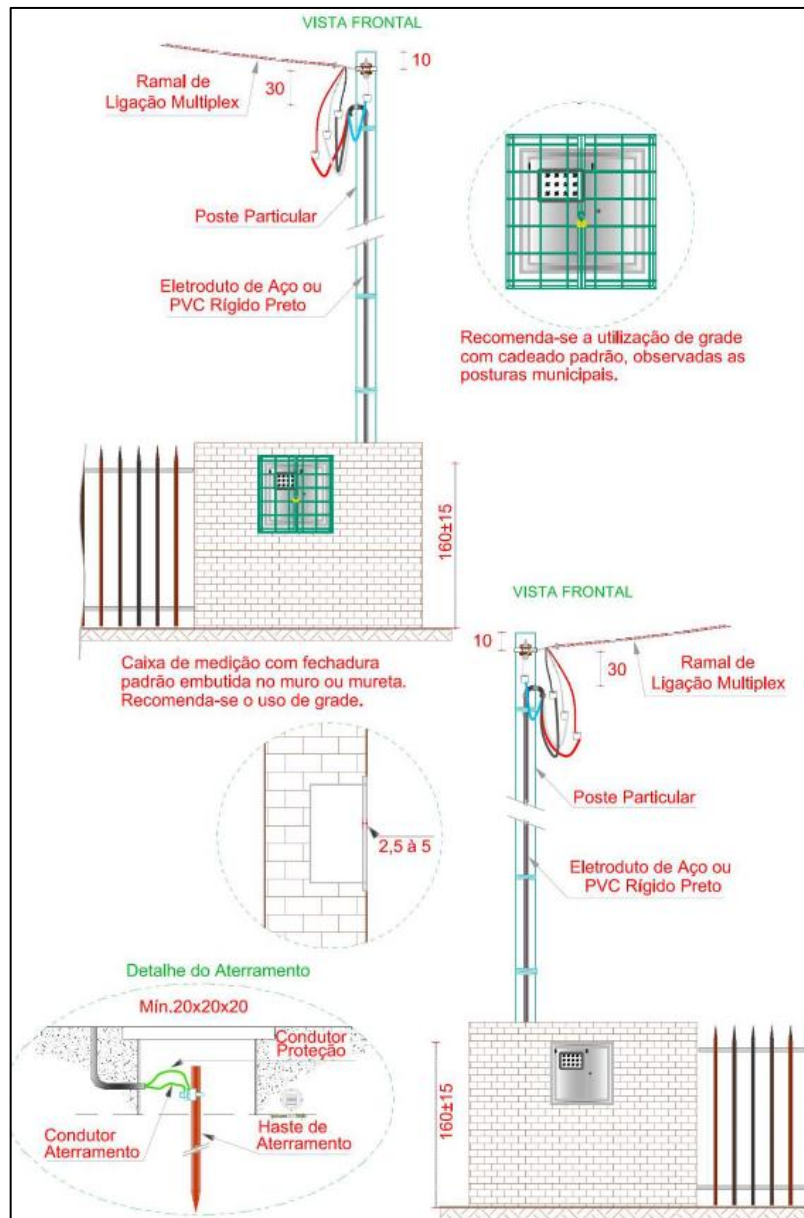 VISTA FRONTAL
10
Ramal de
Ligação Multiplex
30
Poste Particular
Eletroduto de Aço ou
PVC Rígido Preto
Recomenda-se a utilização de grade
com cadeado padrão, observadas as
posturas municipais.
160±15
Caixa de medição com fechadura
padrão embutida no muro ou mureta.
Recomenda-se o uso de grade.
VISTA FRONTAL
10
30
Ramal de
Ligação Multiplex
Poste Particular
2,5 à 5
Eletroduto de Aço ou
PVC Rígido Preto
Detalhe do Aterramento
Mín.20x20x20
Condutor
Proteção
Condutor
Aterramento
Haste de
Aterramento
160±15